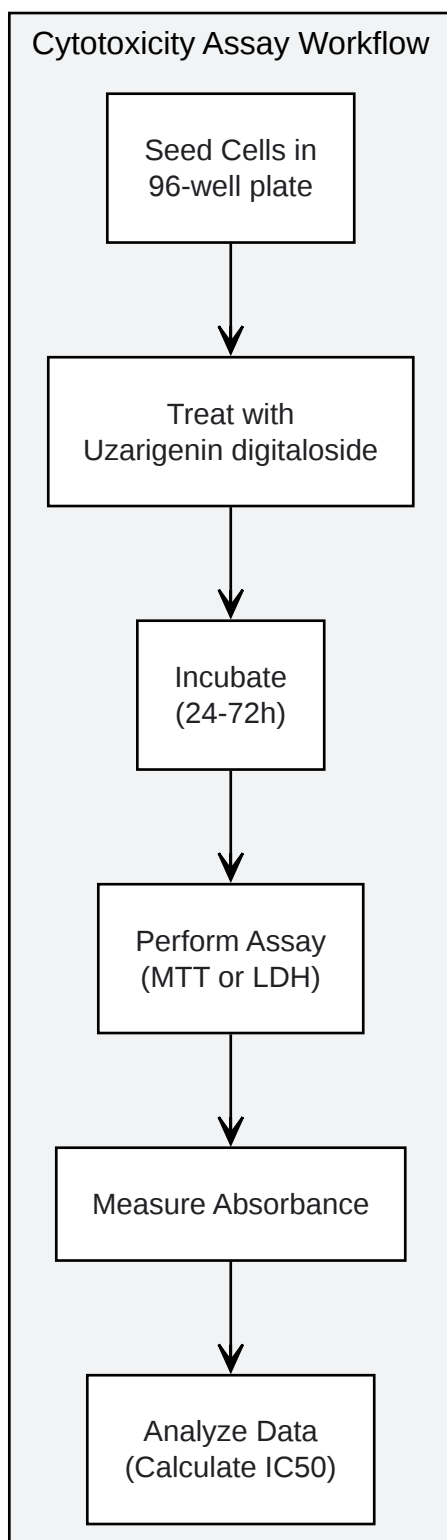 Cytotoxicity Assay Workflow
Seed Cells in
96-well plate
Treat with
Uzarigenin digitaloside
Incubate
(24-72h)
Perform Assay
(MTT or LDH)
Measure Absorbance
Analyze Data
(Calculate IC50)